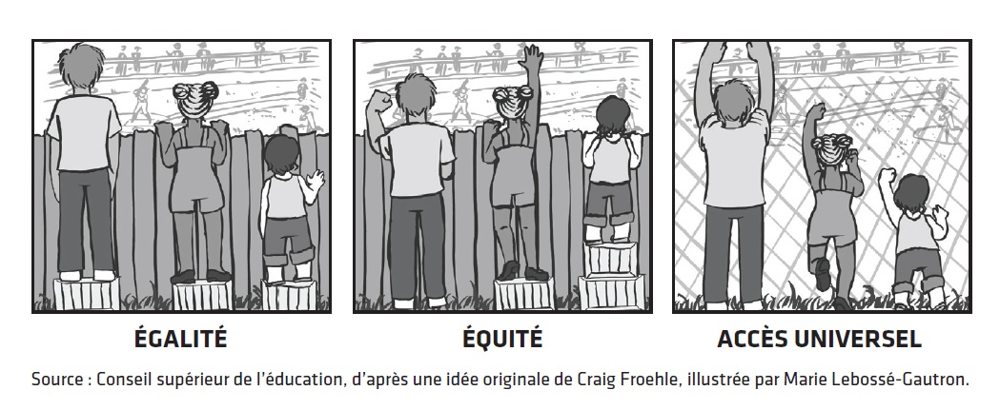 ÉGALITÉ ÉQUITÉ ACCÈS UNIVERSEL
Source : Conseil supérieur de l'éducation, d'après une idée originale de Craig Froehle, illustrée par Marie Lebossé-Gautron.